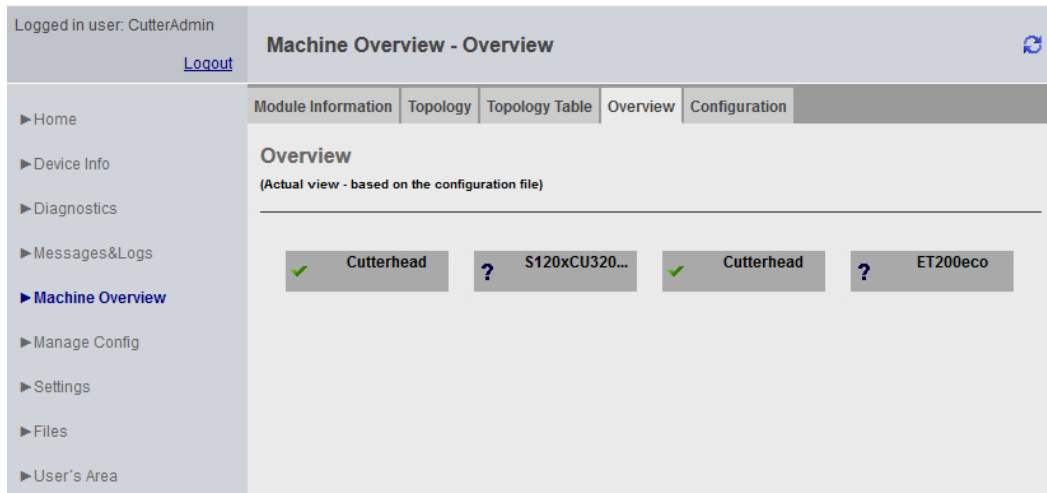 Logged in user: CutterAdmin
Logout
Machine Overview - Overview
Module Information Topology Topology Table Overview Configuration
►Home
►Device Info
►Diagnostics
►Messages&Logs
►Machine Overview
►Manage Config
►Settings
►Files
►User´s Area
Overview
(Actual view - based on the configuration file)
Cutterhead ? S120xCU320... Cutterhead ? ET200eco